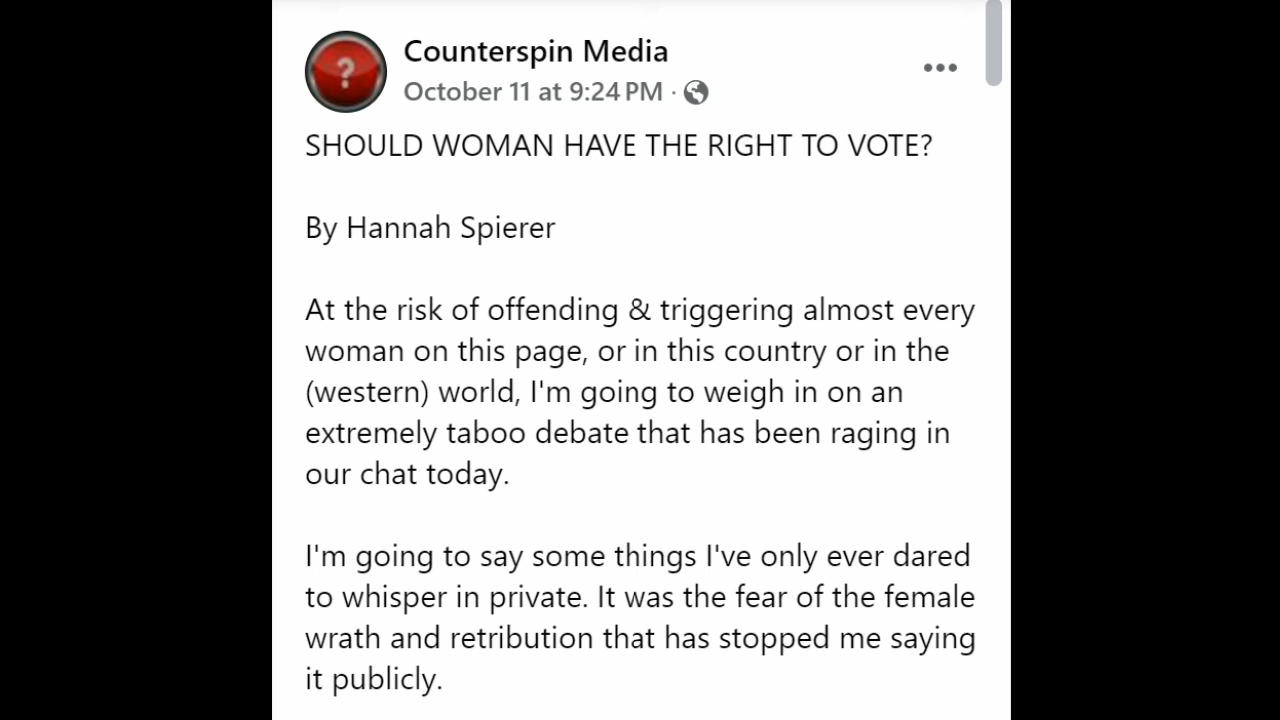 ?
Counterspin Media
October 11 at 9:24 PM ·
SHOULD WOMAN HAVE THE RIGHT TO VOTE?
By Hannah Spierer
At the risk of offending & triggering almost every
woman on this page, or in this country or in the
(western) world, I'm going to weigh in on an
extremely taboo debate that has been raging in
our chat today.
I'm going to say some things I've only ever dared
to whisper in private. It was the fear of the female
wrath and retribution that has stopped me saying
it publicly.